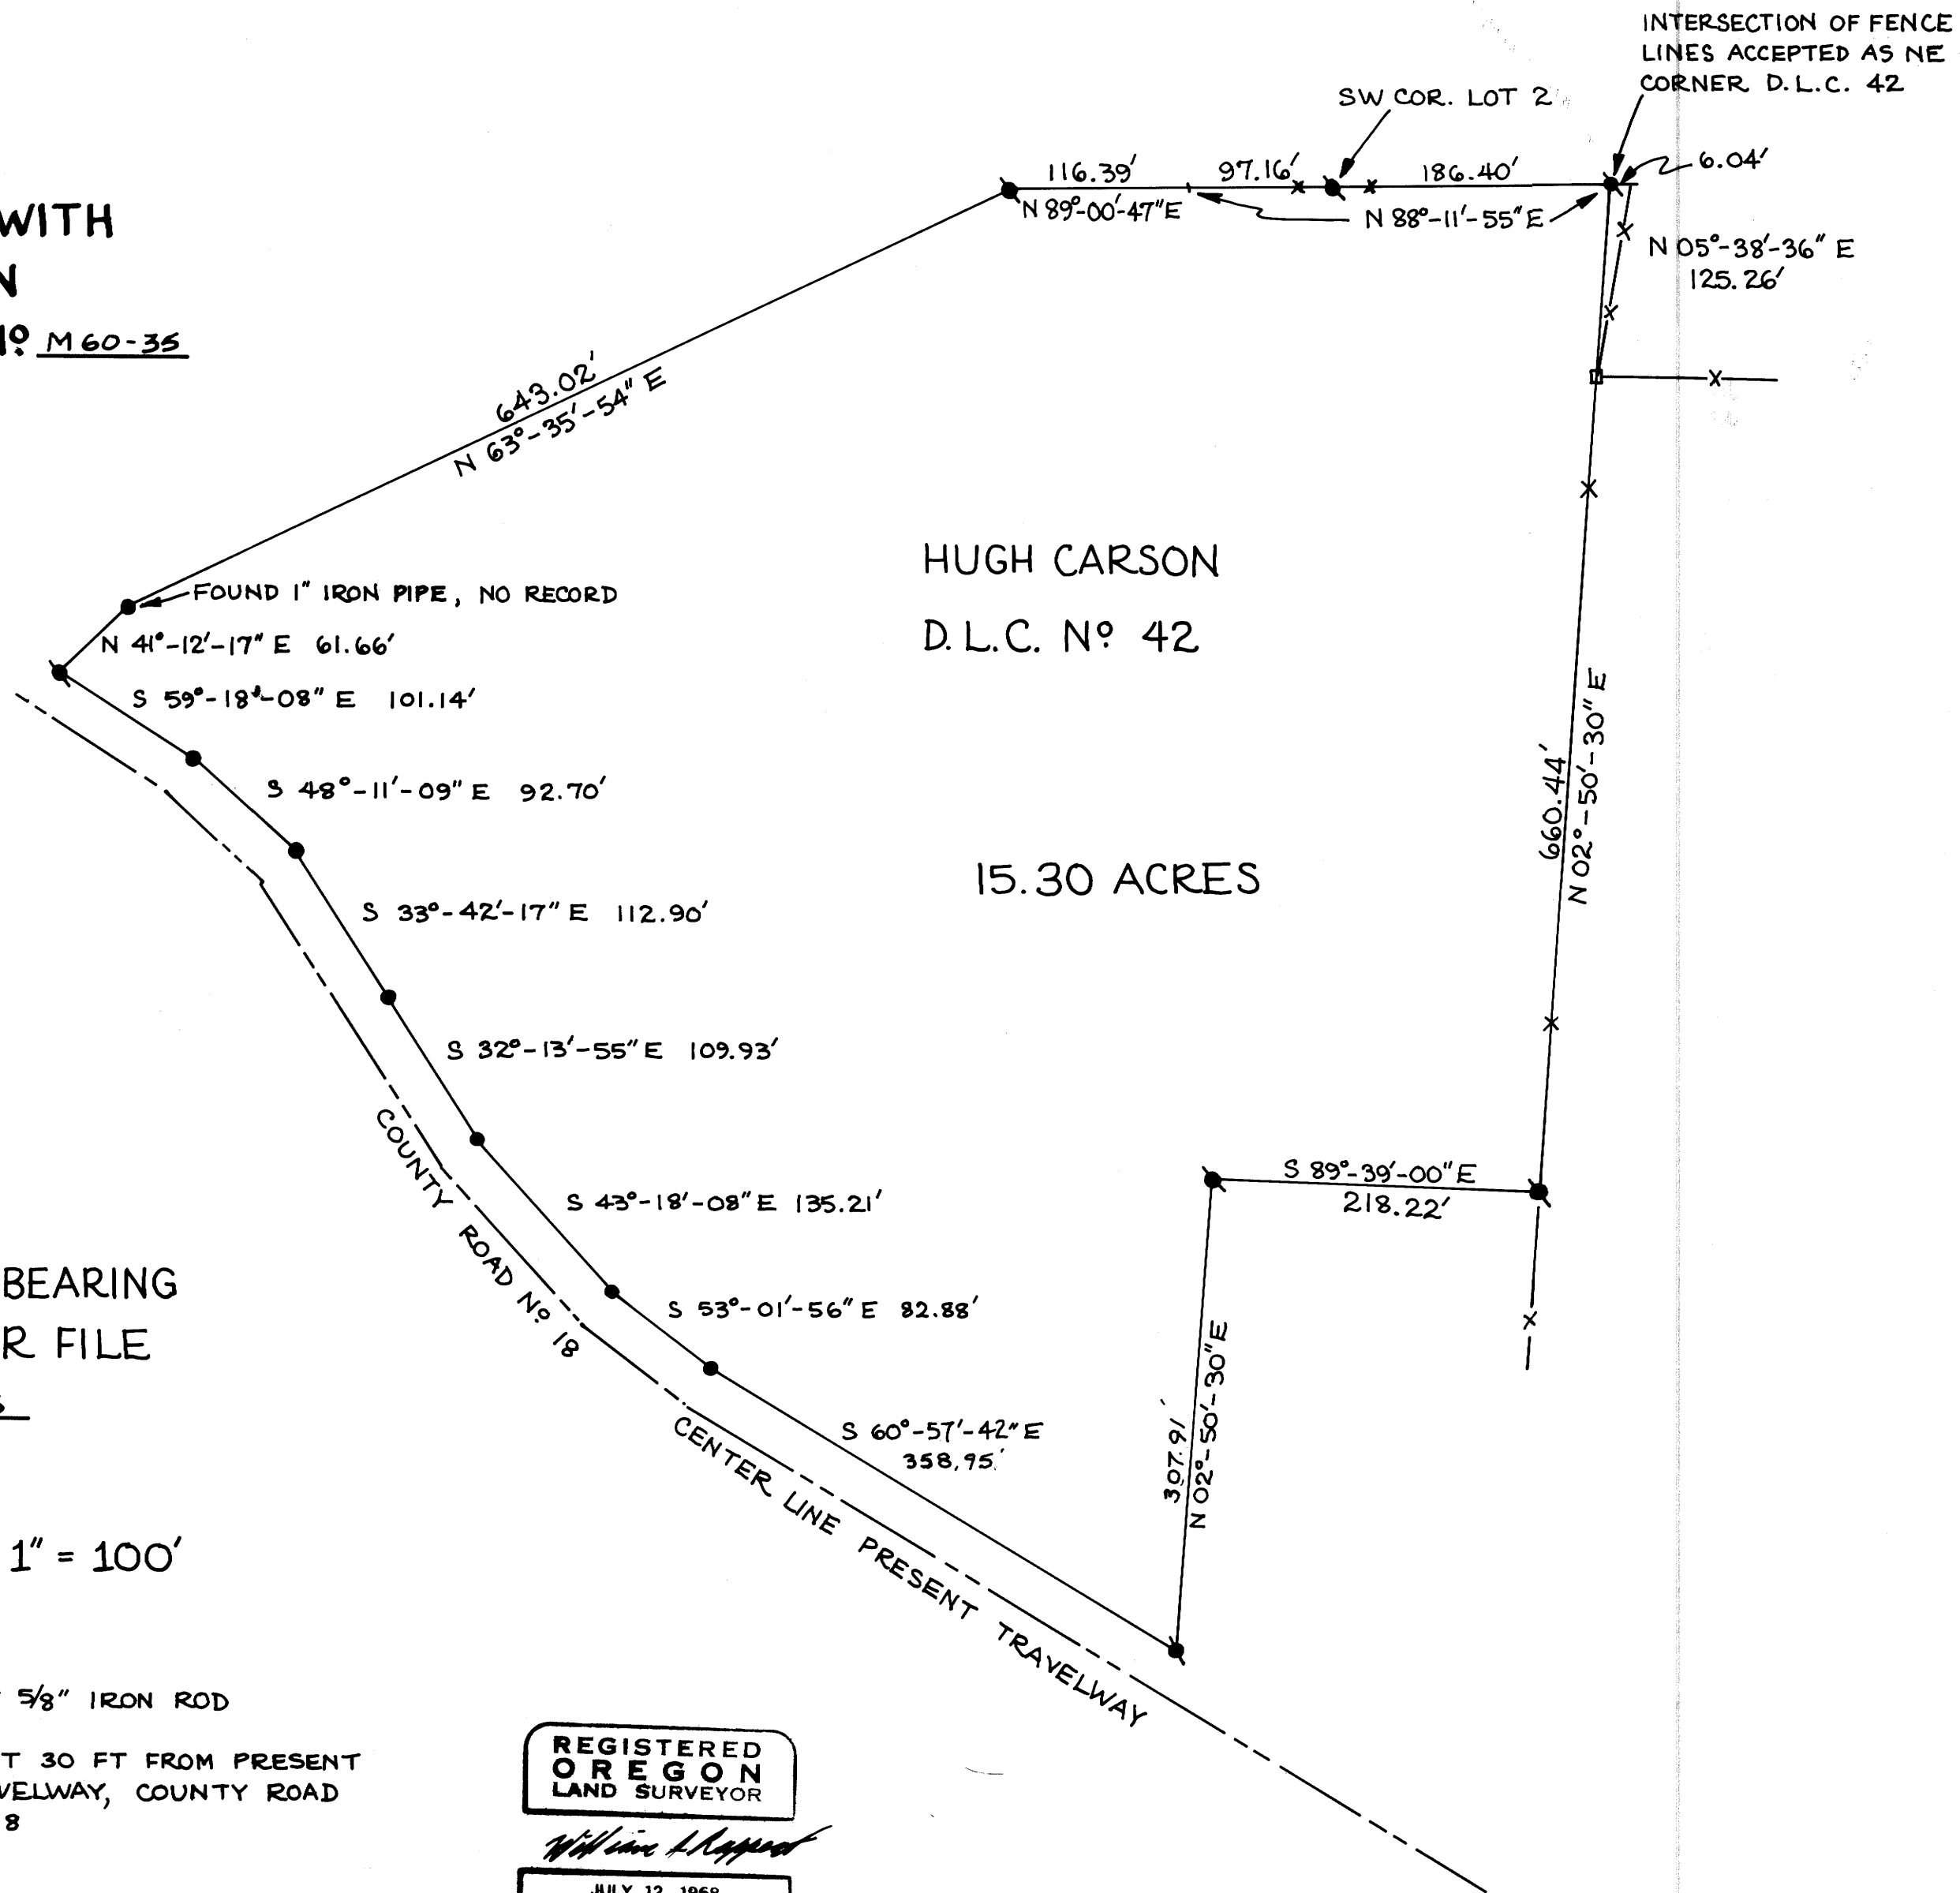 INTERSECTION OF FENCE
LINES ACCEPTED AS NE
CORNER D.L.C. 42
SW COR. LOT 2
6.04'
116.39'
97.16'
186.40'
N 89°-00'-47" E
N 88°-11'-55" E
N 05°-38'-36" E
125.26'
WITH
N
Nº M60-35
643.02'
N 63°-35'-54" E
HUGH CARSON
D.L.C. Nº 42
FOUND 1" IRON PIPE, NO RECORD
N 41°-12'-17" E 61.66'
S 59°-18'-08" E 101.14'
S 48°-11'-09" E 92.70'
660.44'
N 02°-50'-30" E
15.30 ACRES
S 33°-42'-17" E 112.90'
S 32°-13'-55" E 109.93'
COUNTY ROAD Nº 18
S 43°-18'-08" E 135.21'
S 89°-39'-00" E
218.22'
BEARING
R FILE
S 53°-01'-56" E 82.88'
S 60°-57'-42" E
358.95'
307.91'
N 02°-50'-30" E
CENTER LINE PRESENT TRAVELWAY
1" = 100'
5/8" IRON ROD
T 30 FT FROM PRESENT
VELWAY, COUNTY ROAD
8
REGISTERED
OREGON
LAND SURVEYOR
William
JULY 12, 1968